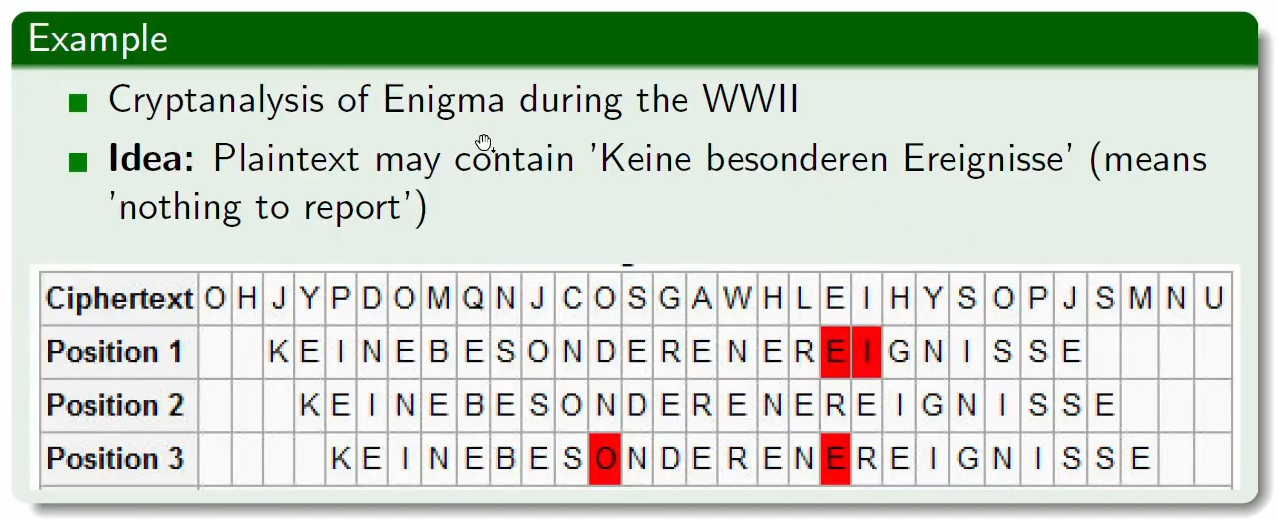 Example
Cryptanalysis of Enigma during the WWII
Idea: Plaintext may contain 'Keine besonderen Ereignisse' (means
'nothing to report')
Ciphertext O H J Y P D O M Q N J C O S G A W H L E I H Y S O P J S M N U
Position 1 K E I N E B E S O N D E R E N E R E I G N I S S E
Position 2 K E I N E B E S O N D E R E N E R E I G N I S S E
Position 3 K E I N E B E S O N D E R E N E R E I G N I S S E